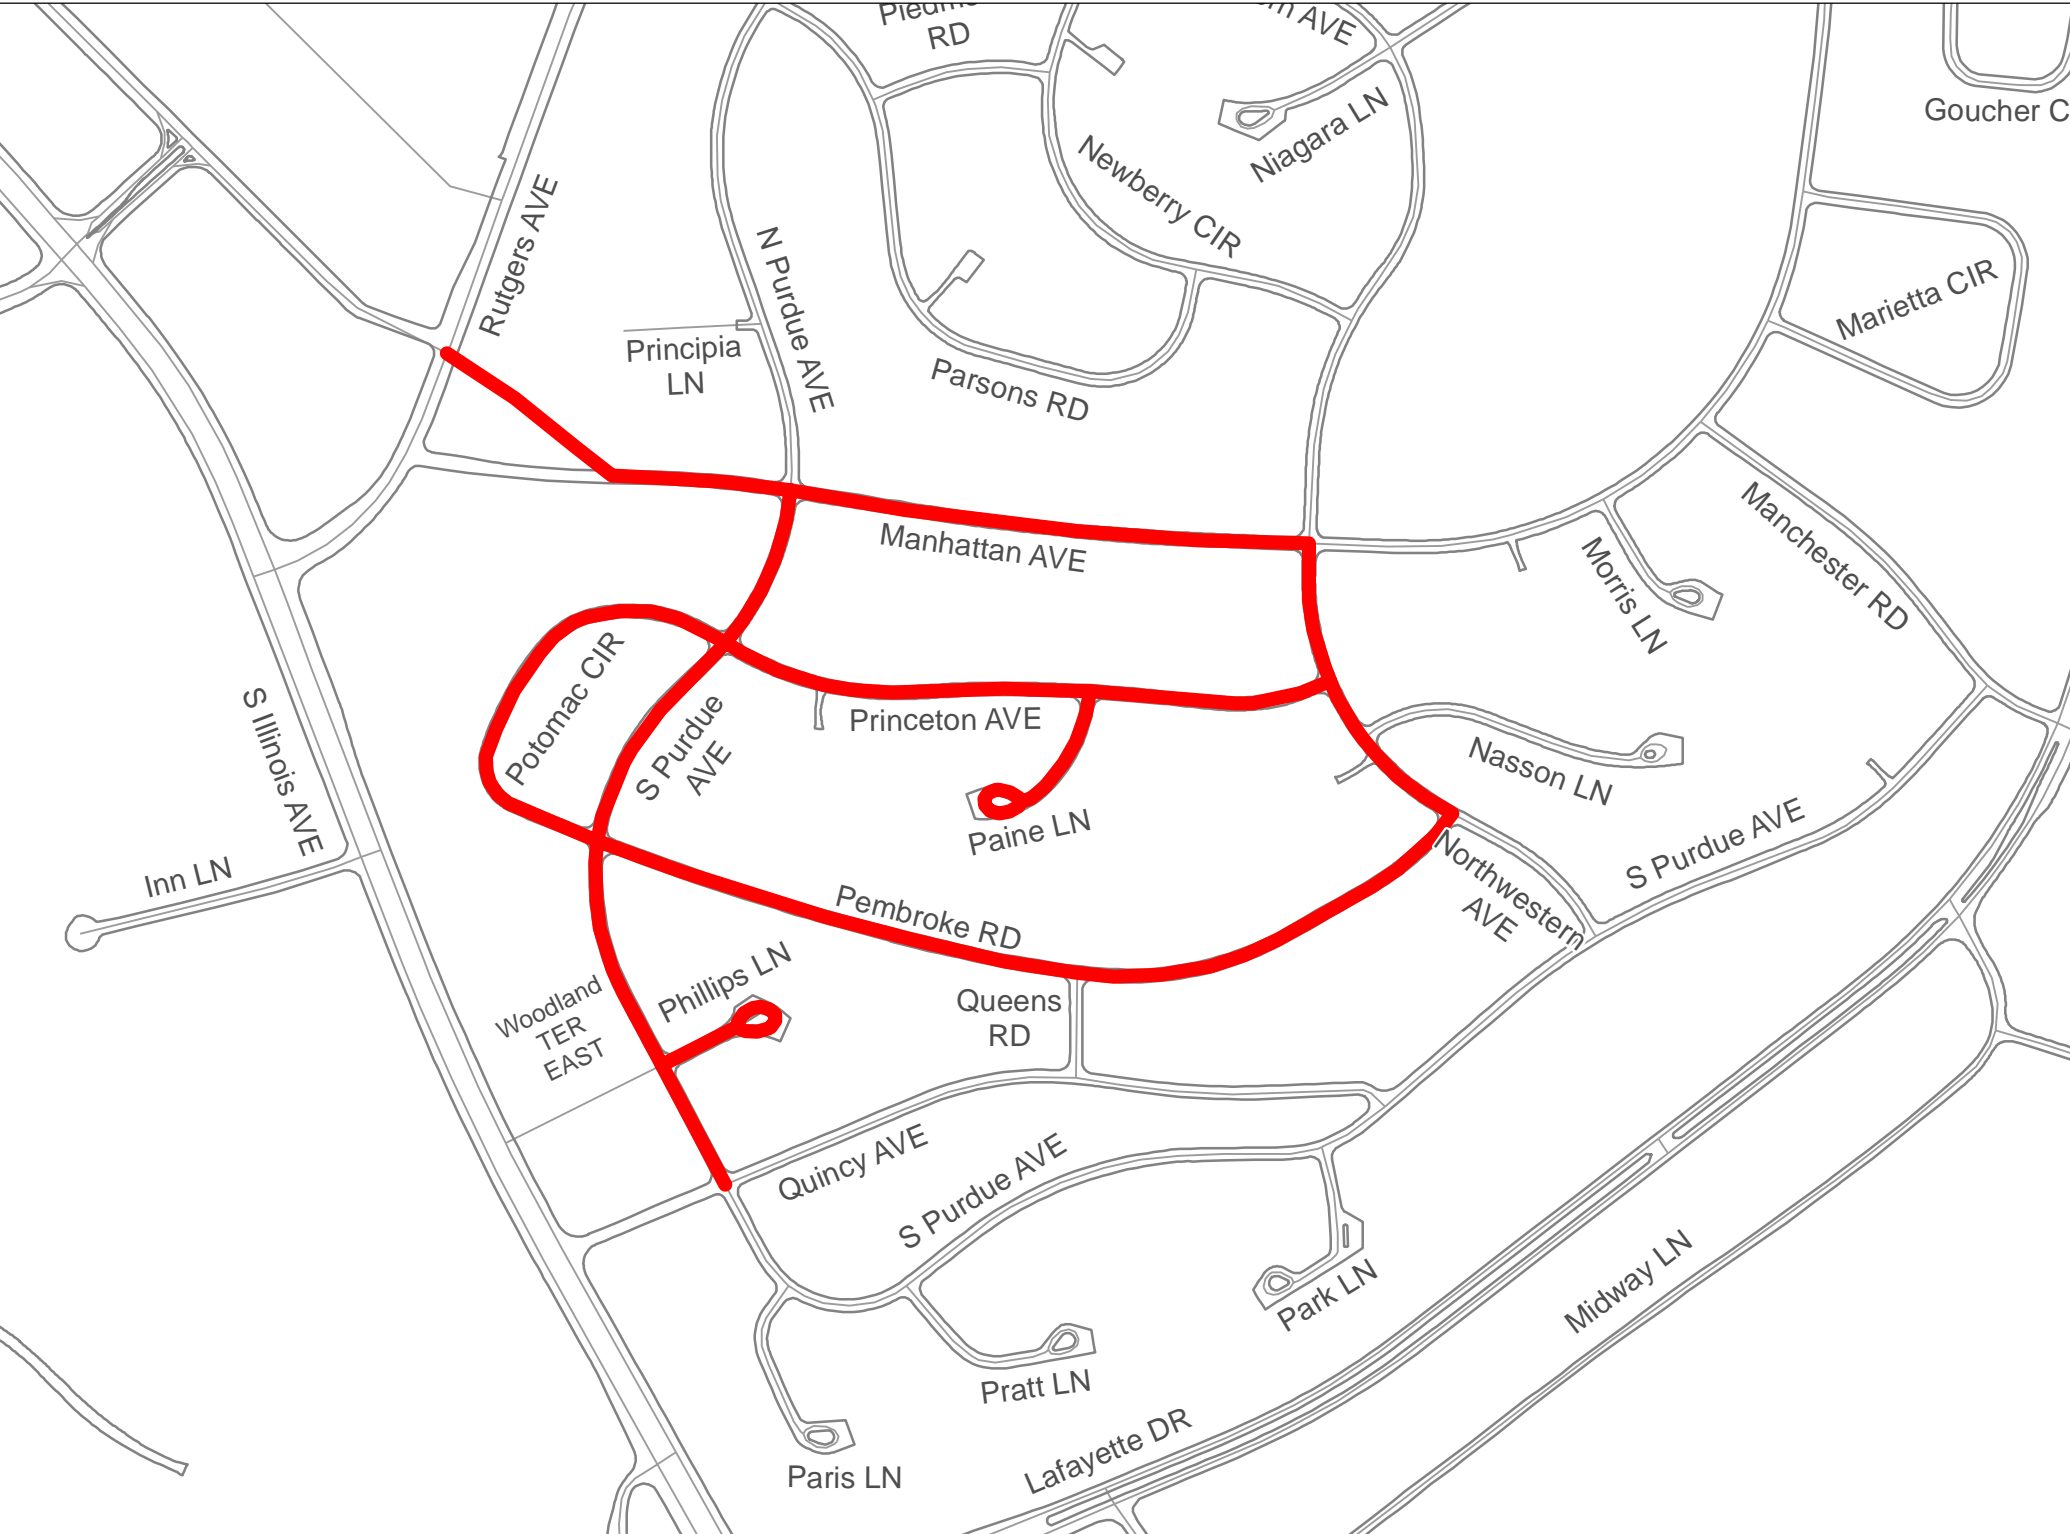 RD
AVE
Goucher
Niagara LN
Newberry CIR
Rutgers AVE
N Purdue AVE
Marietta CIR
Principia
LN
Parsons RD
Manhattan AVE
Manchester RD
Morris LN
Potomac CIR
S Purdue
AVE
Princeton AVE
Nasson LN
S Illinois AVE
Paine LN
S Purdue AVE
Inn LN
Northwestern
AVE
Pembroke RD
Phillips LN
Woodland
TER
EAST
Queens
RD
Quincy AVE
S Purdue AVE
Park LN
Midway LN
Pratt LN
Lafayette DR
Paris LN